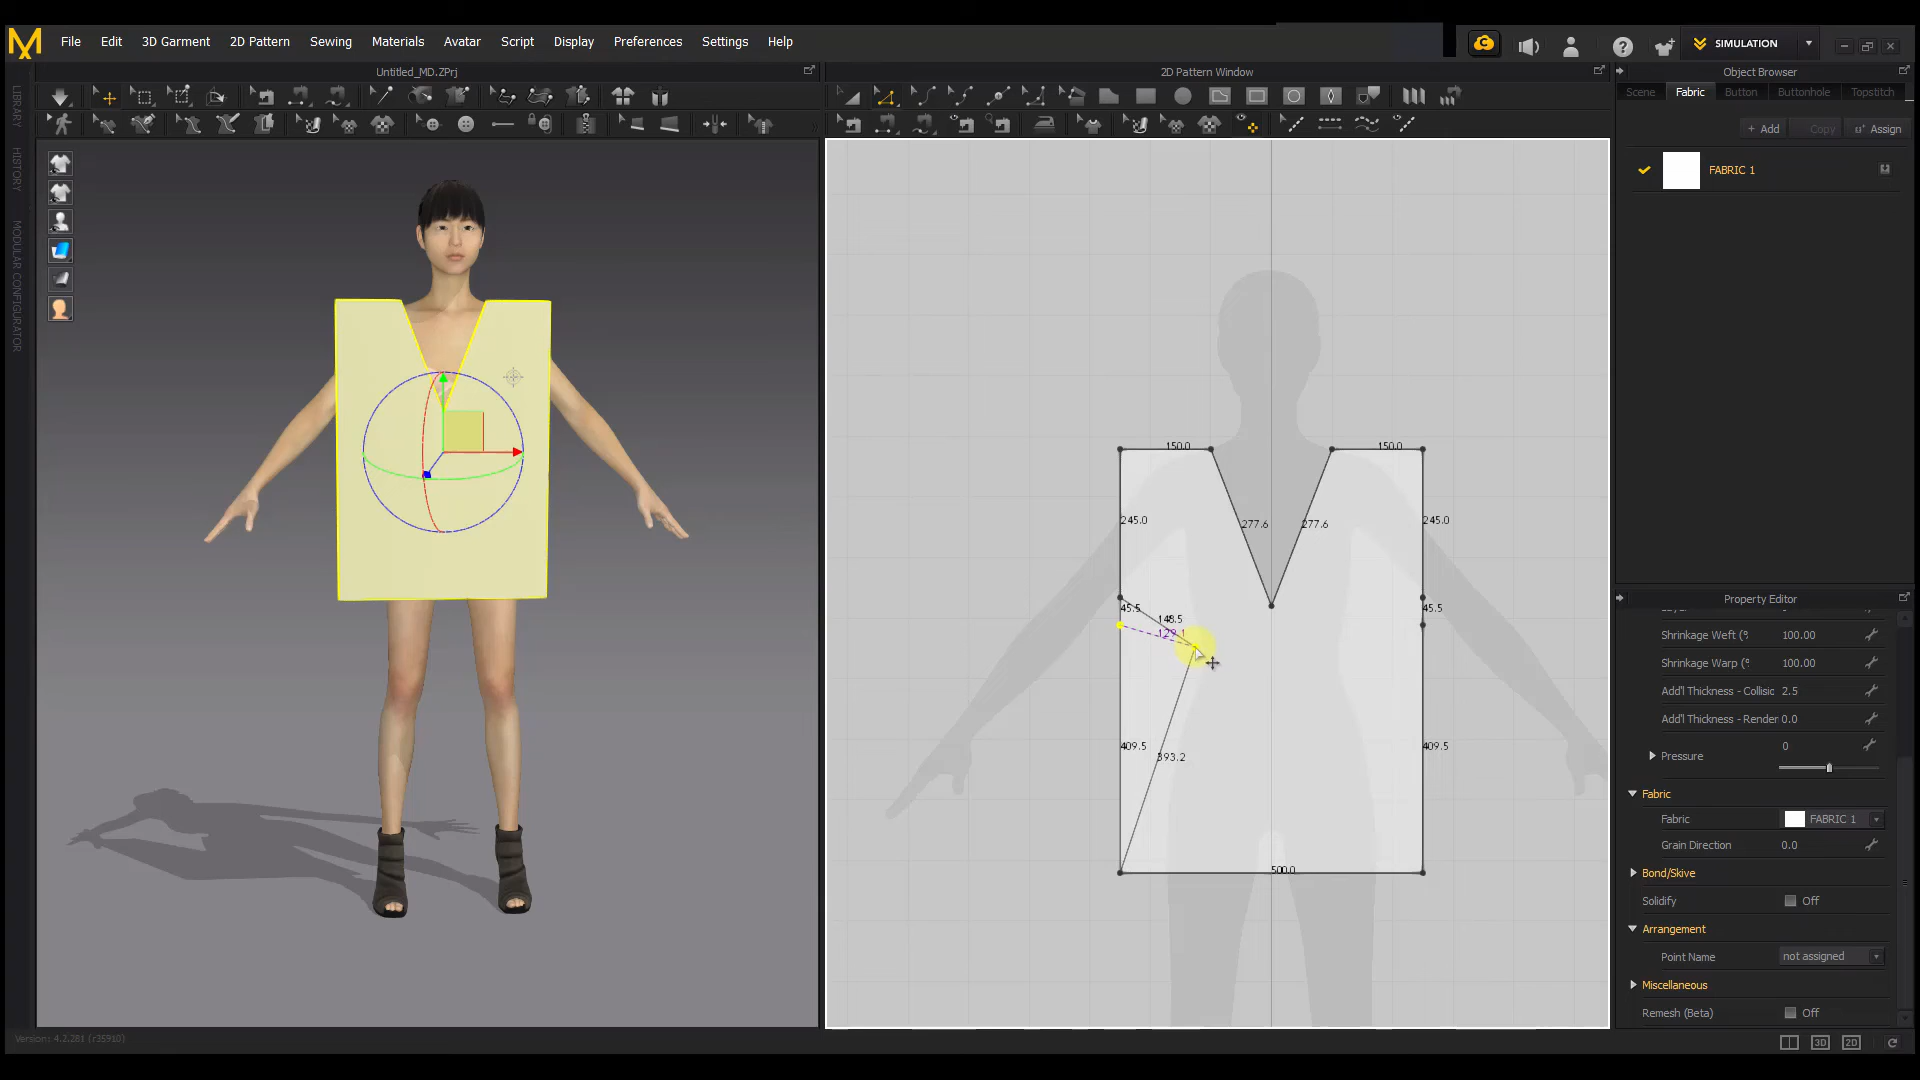 File Edit 3D Garment 2D Pattern Sewing Materials Avatar Script Display Preferences Settings Help
SIMULATION
Untitled_MD.ZPrj
2D Pattern Window
Object Browser
Scene Fabric Button Buttonhole Topstitch
+ Add Copy Assign
FABRIC 1
LIBRARY
HISTORY
MODULAR CONFIGURATOR
150.0 150.0
245.0 277.6 277.6 245.0
45.5 148.5 45.5
409.5 393.2 409.5
500.0
Property Editor
Shrinkage Weft (% 100.00
Shrinkage Warp (% 100.00
Add'l Thickness - Collisic 2.5
Add'l Thickness - Render 0.0
Pressure 0
Fabric
Fabric FABRIC 1
Grain Direction 0.0
Bond/Skive
Solidify Off
Arrangement
Point Name not assigned
Miscellaneous
Remesh (Beta) Off
Version: 4.2.281 (r35910)
3D 2D